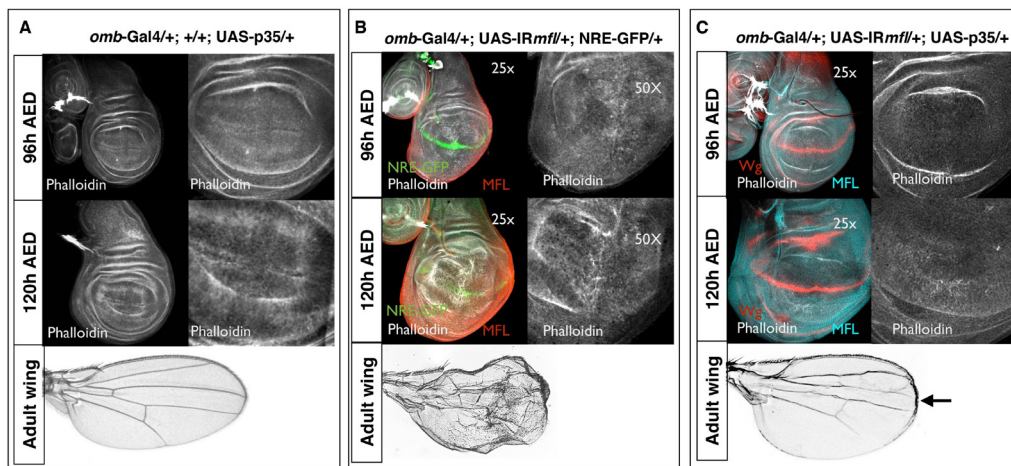 A
omb-Gal4/+; +/+; UAS-p35/+
96h AED
Phalloidin
Phalloidin
120h AED
Phalloidin
Phalloidin
Adult wing
B
omb-Gal4/+; UAS-IRmfl/+; NRE-GFP/+
96h AED
25x
NRE-GFP
Phalloidin
MFL
50X
Phalloidin
120h AED
25x
NRE-GFP
Phalloidin
MFL
50X
Phalloidin
Adult wing
C
omb-Gal4/+; UAS-IRmfl/+; UAS-p35/+
96h AED
25x
Wg
Phalloidin
MFL
Phalloidin
120h AED
25x
Wg
Phalloidin
MFL
Phalloidin
Adult wing